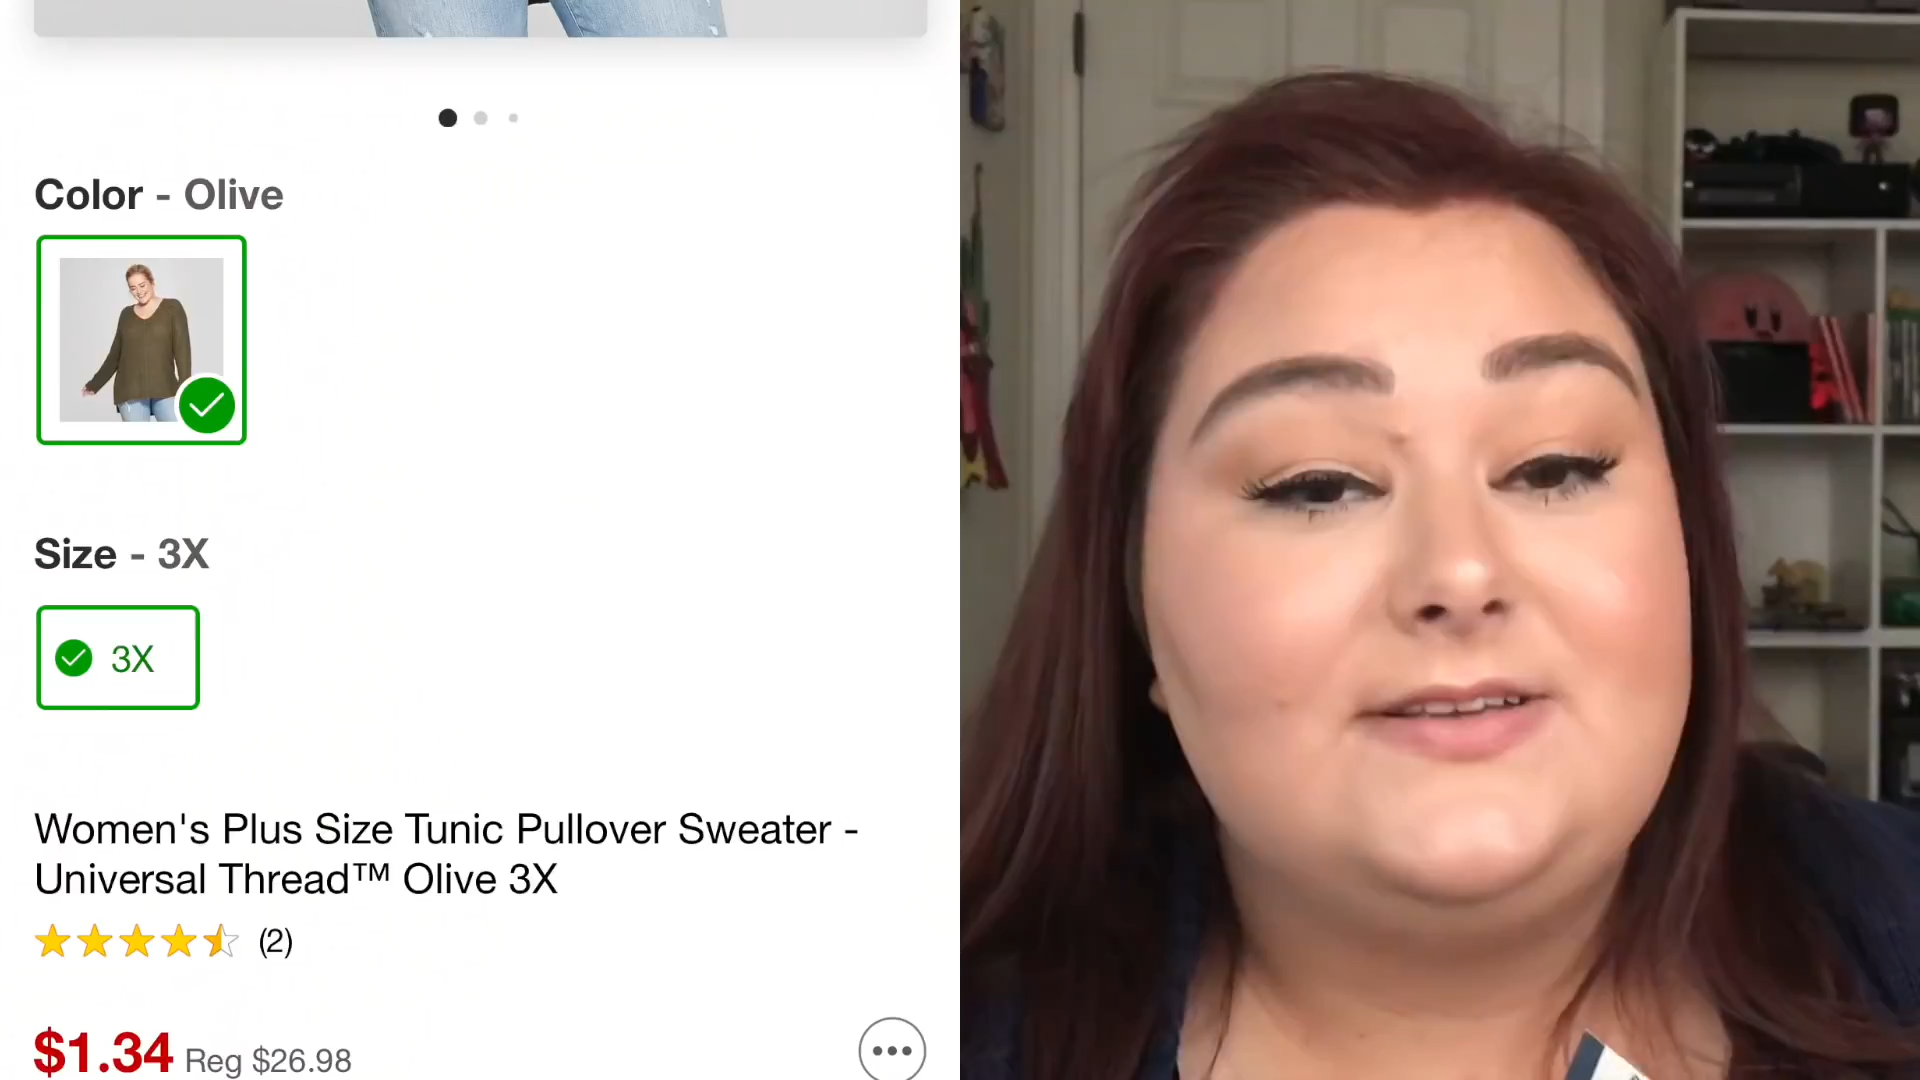 Color - Olive
Size - 3X
3X
Women's Plus Size Tunic Pullover Sweater -
Universal Thread™ Olive 3X
(2)
$1.34 Reg $26.98